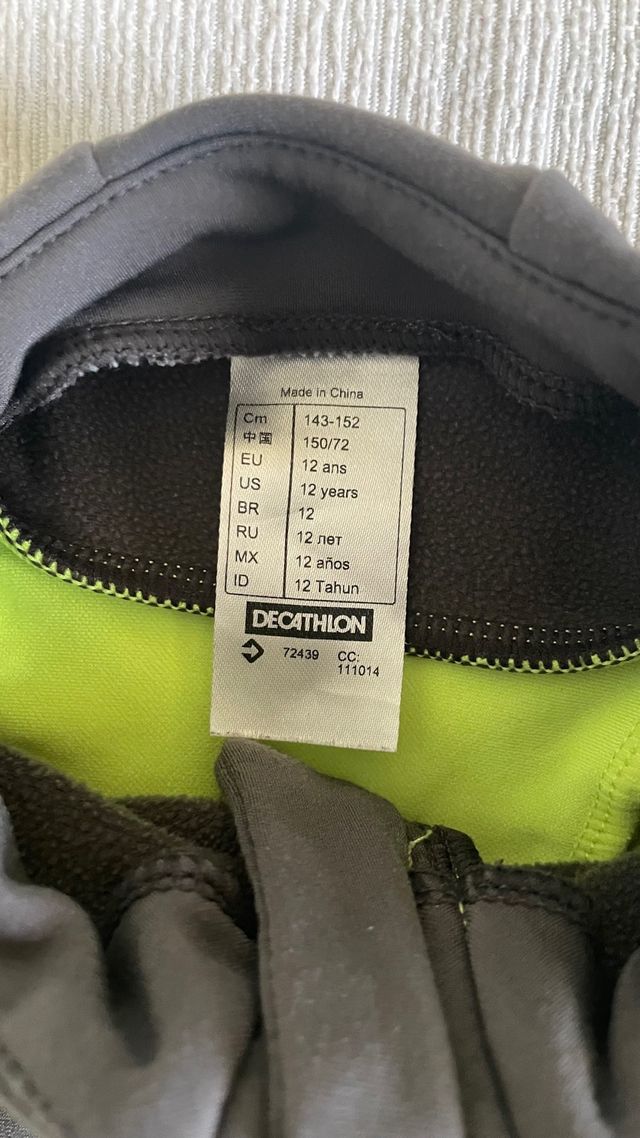 Made in China
Cm 143-152
中国 150/72
EU 12 ans
US 12 years
BR 12
RU 12 лет
MX 12 años
ID 12 Tahun
DECATHLON
72439 CC:
111014